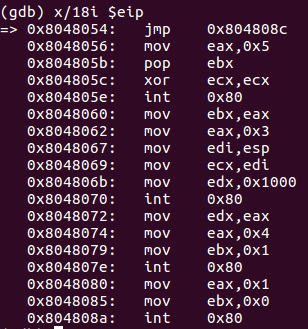 (gdb) x/18i $eip
=> 0x8048054: jmp 0x804808c
0x8048056: mov eax,0x5
0x804805b: pop ebx
0x804805c: xor ecx,ecx
0x804805e: int 0x80
0x8048060: mov ebx,eax
0x8048062: mov eax,0x3
0x8048067: mov edi,esp
0x8048069: mov ecx,edi
0x804806b: mov edx,0x1000
0x8048070: int 0x80
0x8048072: mov edx,eax
0x8048074: mov eax,0x4
0x8048079: mov ebx,0x1
0x804807e: int 0x80
0x8048080: mov eax,0x1
0x8048085: mov ebx,0x0
0x804808a: int 0x80